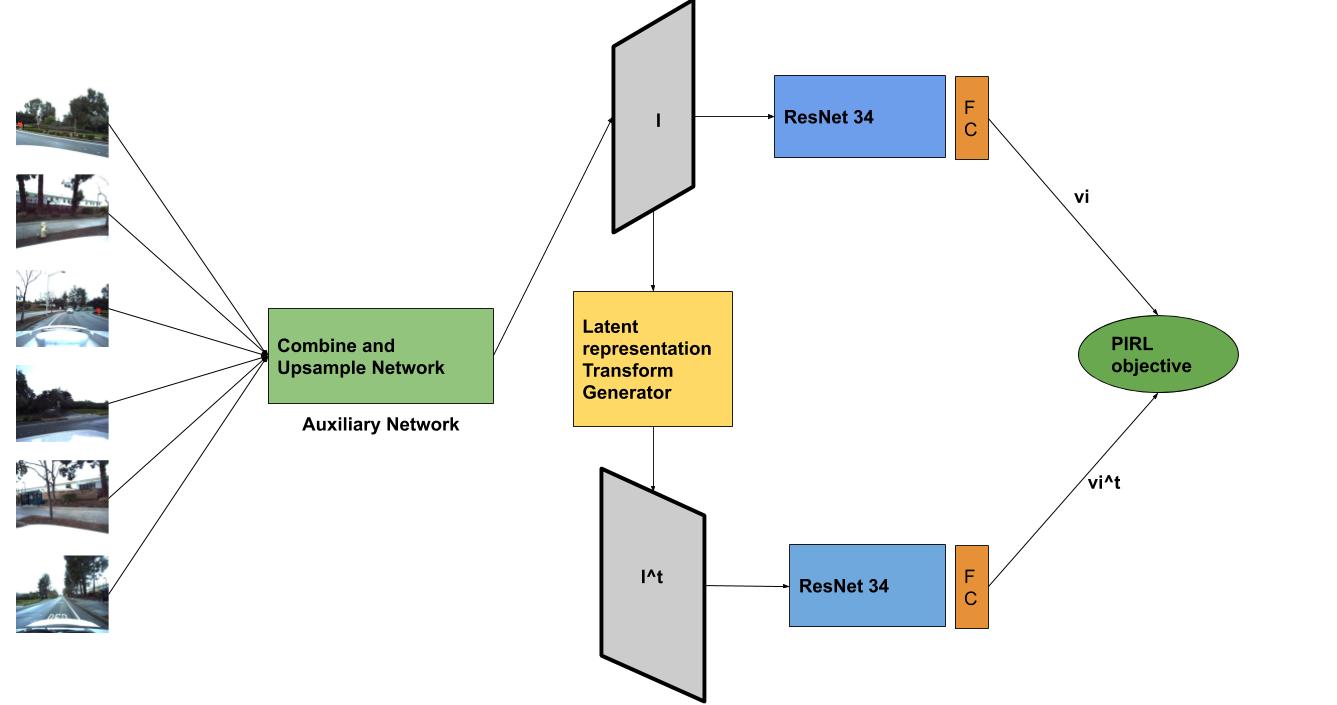 I
ResNet 34
F
C
vi
Combine and
Upsample Network
Auxiliary Network
Latent
representation
Transform
Generator
PIRL
objective
I^t
ResNet 34
F
C
vi^t